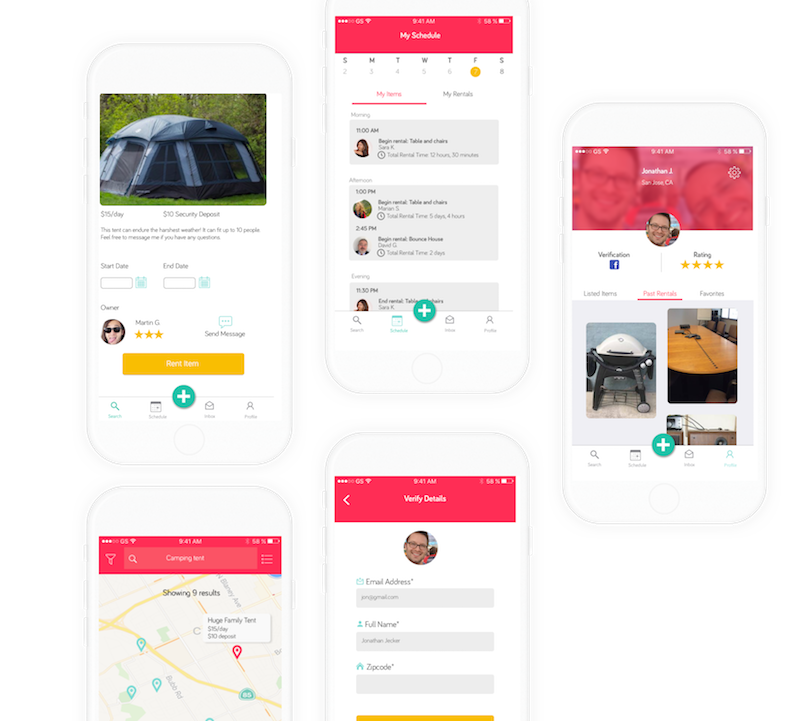 $15/day
$10 Security Deposit
This tent can endure the harshest weather! It can fit up to 10 people.
Feel free to message me if you have any questions.
Start Date
End Date
Owner
Martin G.
Send Message
Rent Item
Search
Schedule
Inbox
Profile
GS
9:41 AM
58 %
My Schedule
S M T W T F S
2 3 4 5 6 7 8
My Items
My Rentals
Morning
11:00 AM
Begin rental: Table and chairs
Sara K.
Total Rental Time: 12 hours, 30 minutes
Afternoon
1:00 PM
Begin rental: Table and chairs
Marian S.
Total Rental Time: 5 days, 4 hours
2:45 PM
Begin rental: Bounce House
David G.
Total Rental Time: 2 days
Evening
11:30 PM
End rental: Table and chairs
Sara K.
Search
Schedule
Inbox
Profile
GS
9:41 AM
58 %
Jonathan J.
San Jose, CA
Verification
Rating
Listed Items
Past Rentals
Favorites
Search
Schedule
Inbox
Profile
GS
9:41 AM
58 %
Camping tent
Showing 9 results
N Blaney Ave
Huge Family Tent
$15/day
$10 deposit
C
Bubb Rd
85
GS
9:41 AM
58 %
Verify Details
Email Address*
jon@gmail.com
Full Name*
Jonathan Jecker
Zipcode*